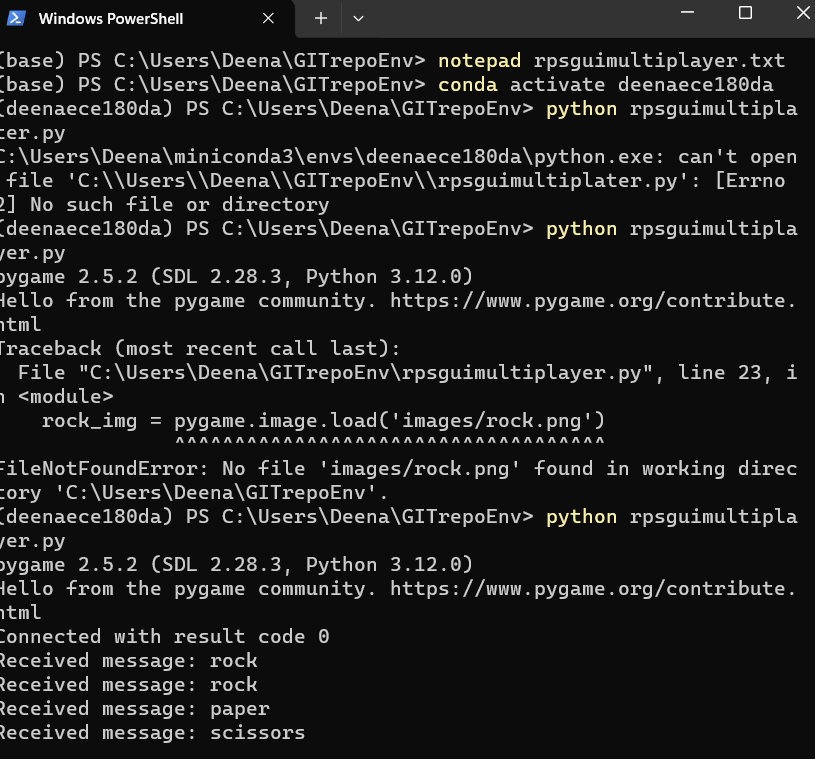 Windows PowerShell
(base) PS C:\Users\Deena\GITrepoEnv> notepad rpsguimultiplayer.txt
(base) PS C:\Users\Deena\GITrepoEnv> conda activate deenaece180da
(deenaece180da) PS C:\Users\Deena\GITrepoEnv> python rpsguimultipla
ter.py
C:\Users\Deena\miniconda3\envs\deenaece180da\python.exe: can't open
file 'C:\\Users\\Deena\\GITrepoEnv\\rpsguimultiplater.py': [Errno
2] No such file or directory
(deenaece180da) PS C:\Users\Deena\GITrepoEnv> python rpsguimultipla
yer.py
pygame 2.5.2 (SDL 2.28.3, Python 3.12.0)
Hello from the pygame community. https://www.pygame.org/contribute.
html
Traceback (most recent call last):
File "C:\Users\Deena\GITrepoEnv\rpsguimultiplayer.py", line 23, i
n <module>
rock_img = pygame.image.load('images/rock.png')
^^^^^^^^^^^^^^^^^^^^^^^^^^^^^^^^^^^^
FileNotFoundError: No file 'images/rock.png' found in working direc
tory 'C:\Users\Deena\GITrepoEnv'.
(deenaece180da) PS C:\Users\Deena\GITrepoEnv> python rpsguimultipla
yer.py
pygame 2.5.2 (SDL 2.28.3, Python 3.12.0)
Hello from the pygame community. https://www.pygame.org/contribute.
html
Connected with result code 0
Received message: rock
Received message: rock
Received message: paper
Received message: scissors